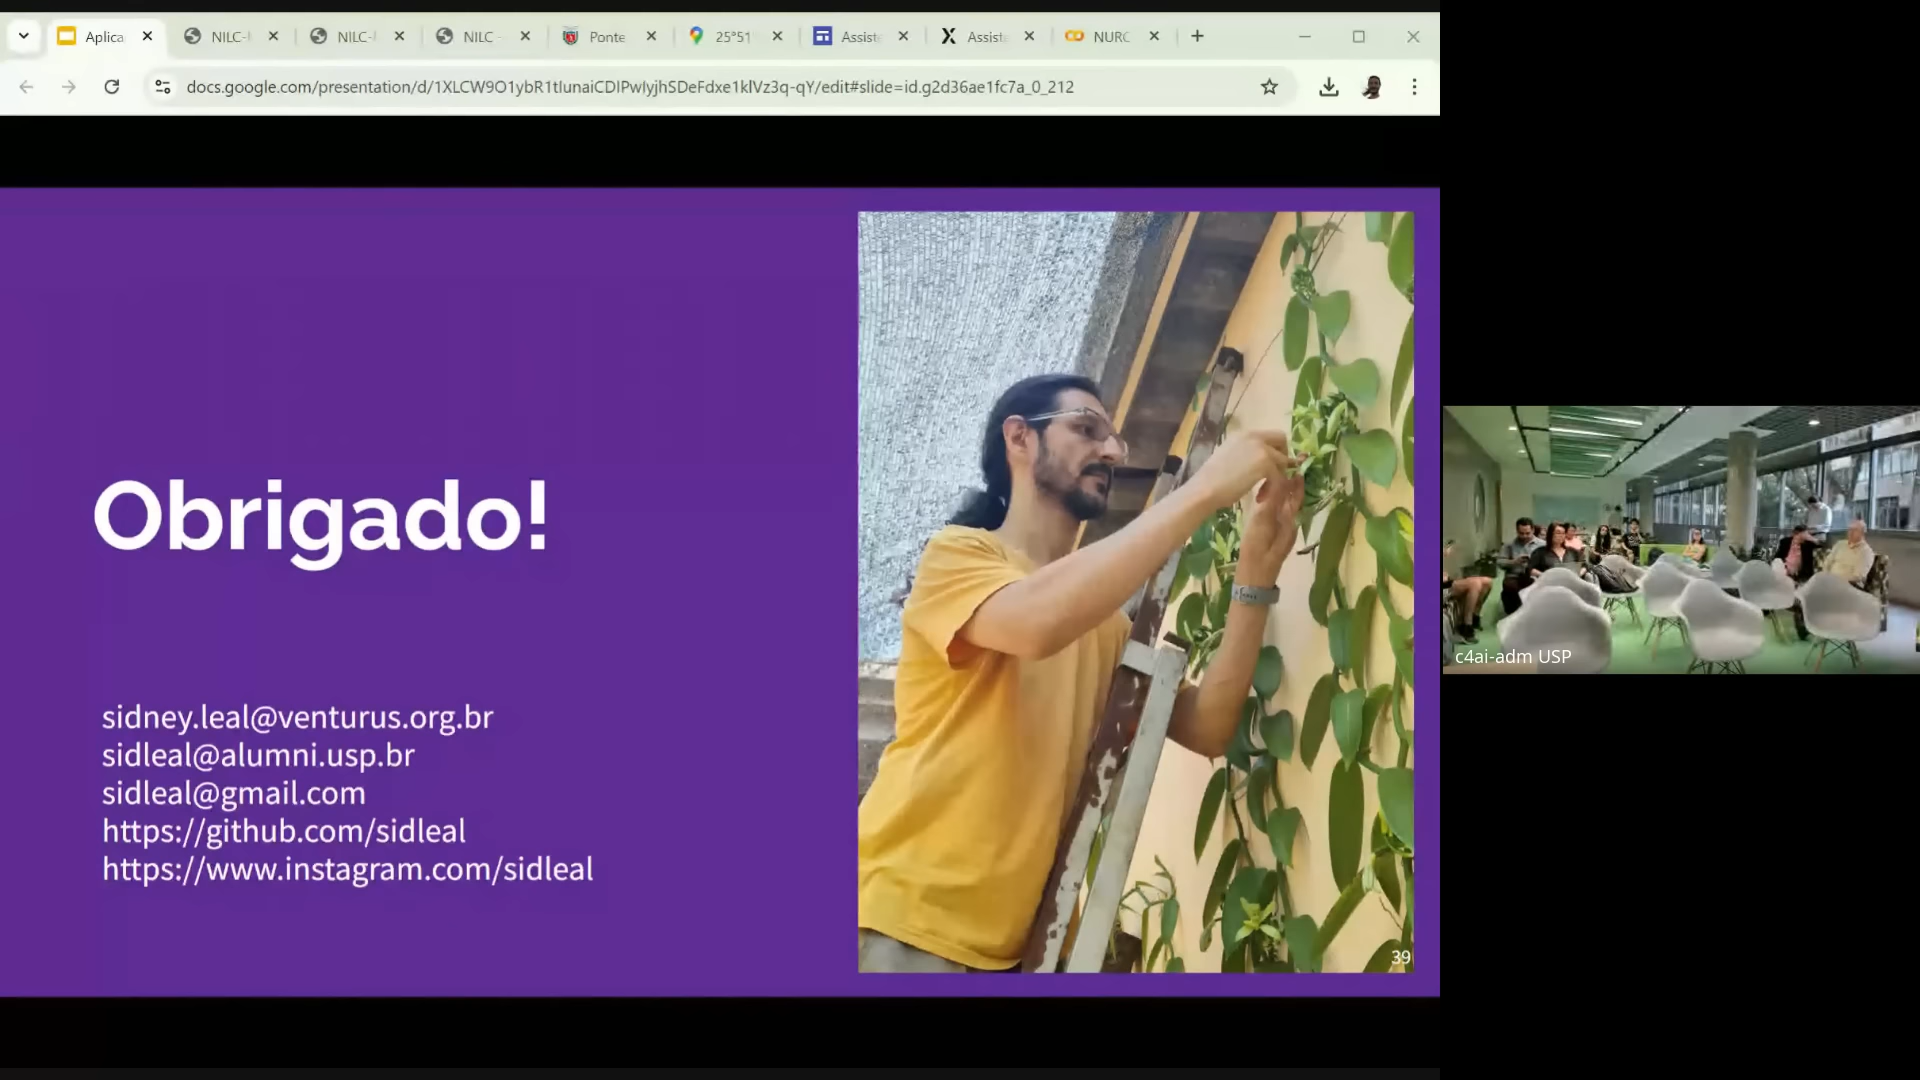 Aplica
NILC-
NILC-
NILC -
Ponte
25°51
Assist
Assist
NURC
docs.google.com/presentation/d/1XLCW9O1ybR1tIunaiCDIPwIyjhSDeFdxe1klVz3q-qY/edit#slide=id.g2d36ae1fc7a_0_212
Obrigado!
sidney.leal@venturus.org.br
sidleal@alumni.usp.br
sidleal@gmail.com
https://github.com/sidleal
https://www.instagram.com/sidleal
39
c4ai-adm USP